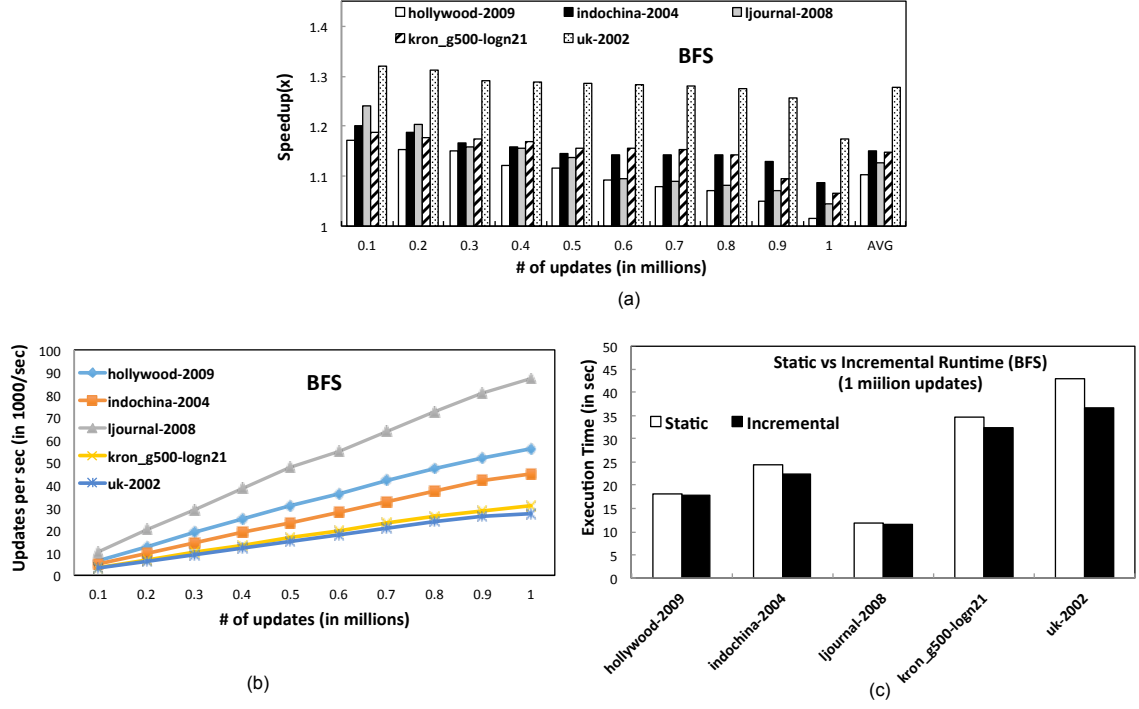 hollywood-2009 indochina-2004 ljournal-2008
kron_g500-logn21 uk-2002
BFS
Speedup(x)
1.4
1.3
1.2
1.1
1
0.1 0.2 0.3 0.4 0.5 0.6 0.7 0.8 0.9 1 AVG
# of updates (in millions)
(a)
Updates per sec (in 1000/sec)
100
90
80
70
60
50
40
30
20
10
0
hollywood-2009
indochina-2004
ljournal-2008
kron_g500-logn21
uk-2002
BFS
0.1 0.2 0.3 0.4 0.5 0.6 0.7 0.8 0.9 1
# of updates (in millions)
(b)
Execution Time (in sec)
50
45
40
35
30
25
20
15
10
5
0
Static vs Incremental Runtime (BFS)
(1 miilion updates)
Static Incremental
hollywood-2009
indochina-2004
ljournal-2008
kron_g500-logn21
uk-2002
(c)